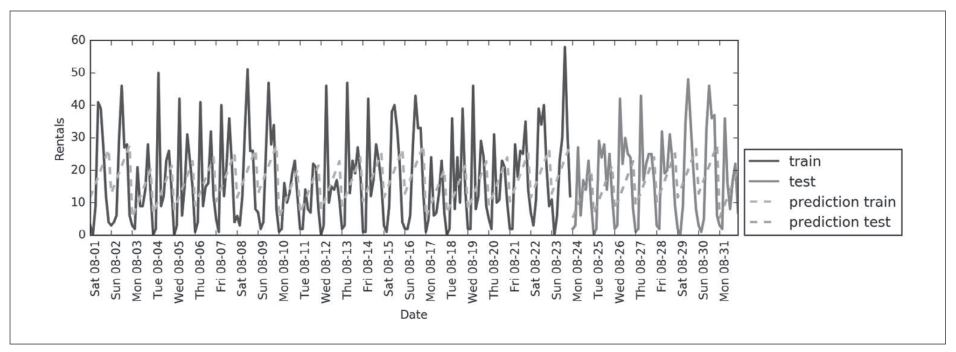 60
50
40
30
20
10
0
Rentals
Sat 08-01
Sun 08-02
Mon 08-03
Tue 08-04
Wed 08-05
Thu 08-06
Fri 08-07
Sat 08-08
Sun 08-09
Mon 08-10
Tue 08-11
Wed 08-12
Thu 08-13
Fri 08-14
Sat 08-15
Sun 08-16
Mon 08-17
Tue 08-18
Wed 08-19
Thu 08-20
Fri 08-21
Sat 08-22
Sun 08-23
Mon 08-24
Tue 08-25
Wed 08-26
Thu 08-27
Fri 08-28
Sat 08-29
Sun 08-30
Mon 08-31
Date
train
test
prediction train
prediction test